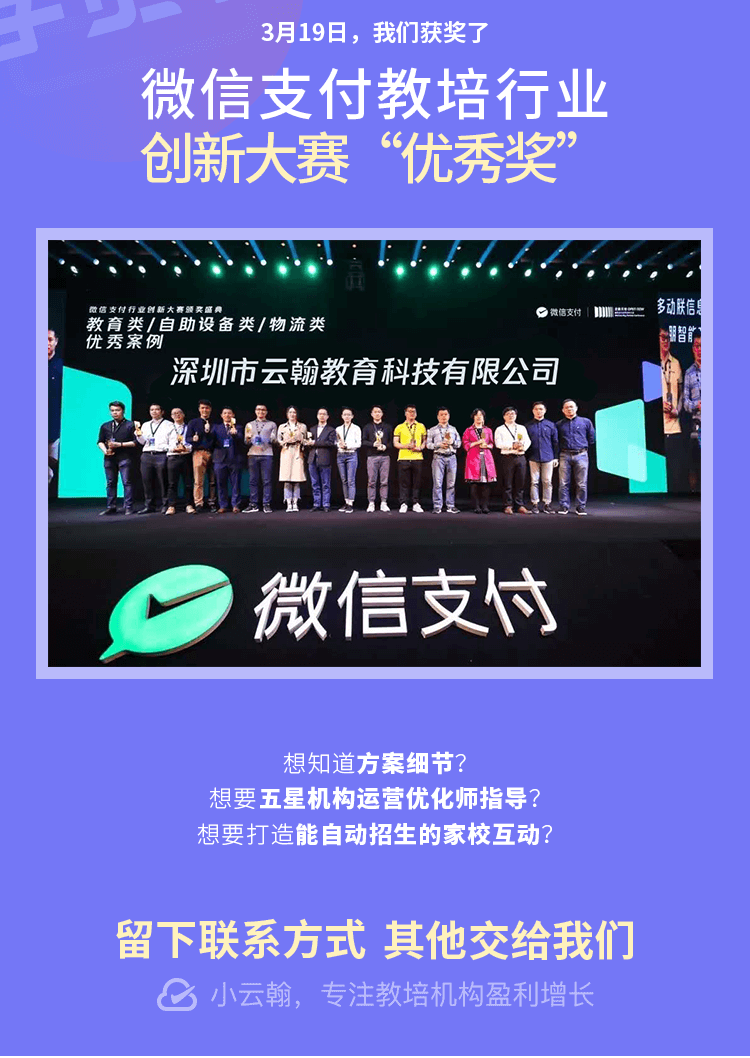 3月19日，我们获奖了
微信支付教培行业
创新大赛“优秀奖”
微信支付行业创新大赛颁奖盛典
教育类/自助设备类/物流类
优秀案例
深圳市云翰教育科技有限公司
微信支付
多动朕信息
微信支付
想知道方案细节？
想要五星机构运营优化师指导？
想要打造能自动招生的家校互动？
留下联系方式 其他交给我们
小云翰，专注教培机构盈利增长